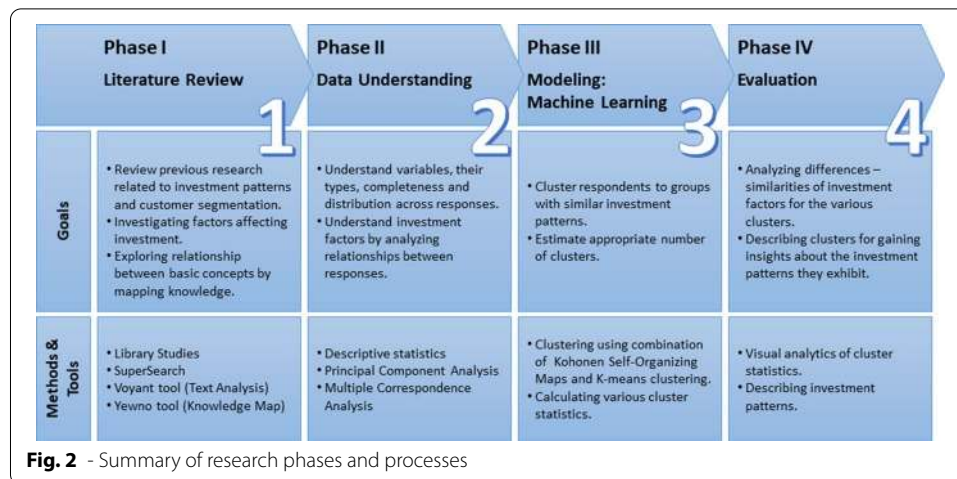 Phase I
Literature Review
1
Phase II
Data Understanding
2
Phase III
Modeling:
Machine Learning
3
Phase IV
Evaluation
4
Goals
• Review previous research
related to investment patterns
and customer segmentation.
• Investigating factors affecting
investment.
• Exploring relationship
between basic concepts by
mapping knowledge.
• Understand variables, their
types, completeness and
distribution across responses.
• Understand investment
factors by analyzing
relationships between
responses.
• Cluster respondents to groups
with similar investment
patterns.
• Estimate appropriate number
of clusters.
• Analyzing differences –
similarities of investment
factors for the various
clusters.
• Describing clusters for gaining
insights about the investment
patterns they exhibit.
Methods &
Tools
• Library Studies
• SuperSearch
• Voyant tool (Text Analysis)
• Yewno tool (Knowledge Map)
• Descriptive statistics
• Principal Component Analysis
• Multiple Correspondence
Analysis
• Clustering using combination
of Kohonen Self-Organizing
Maps and K-means clustering.
• Calculating various cluster
statistics.
• Visual analytics of cluster
statistics.
• Describing investment
patterns.
Fig. 2 - Summary of research phases and processes